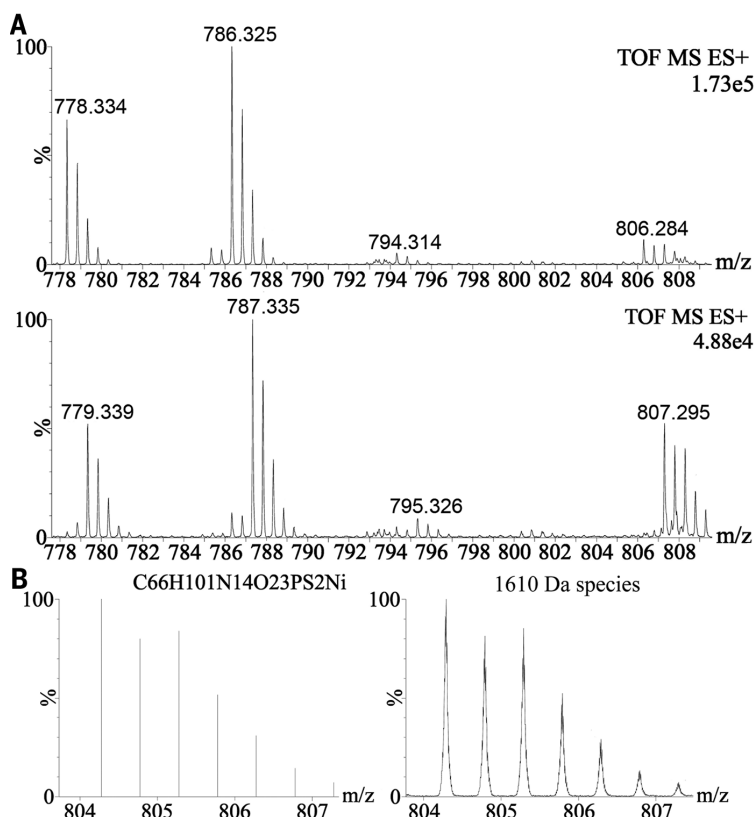 A
786.325
100
TOF MS ES+
1.73e5
778.334
%
794.314
806.284
0
778 780 782 784 786 788 790 792 794 796 798 800 802 804 806 808 m/z
787.335
100
TOF MS ES+
4.88e4
779.339
807.295
%
795.326
0
778 780 782 784 786 788 790 792 794 796 798 800 802 804 806 808 m/z
B
C66H101N14O23PS2Ni
1610 Da species
100
100
%
%
0
0
804 805 806 807 m/z
804 805 806 807 m/z